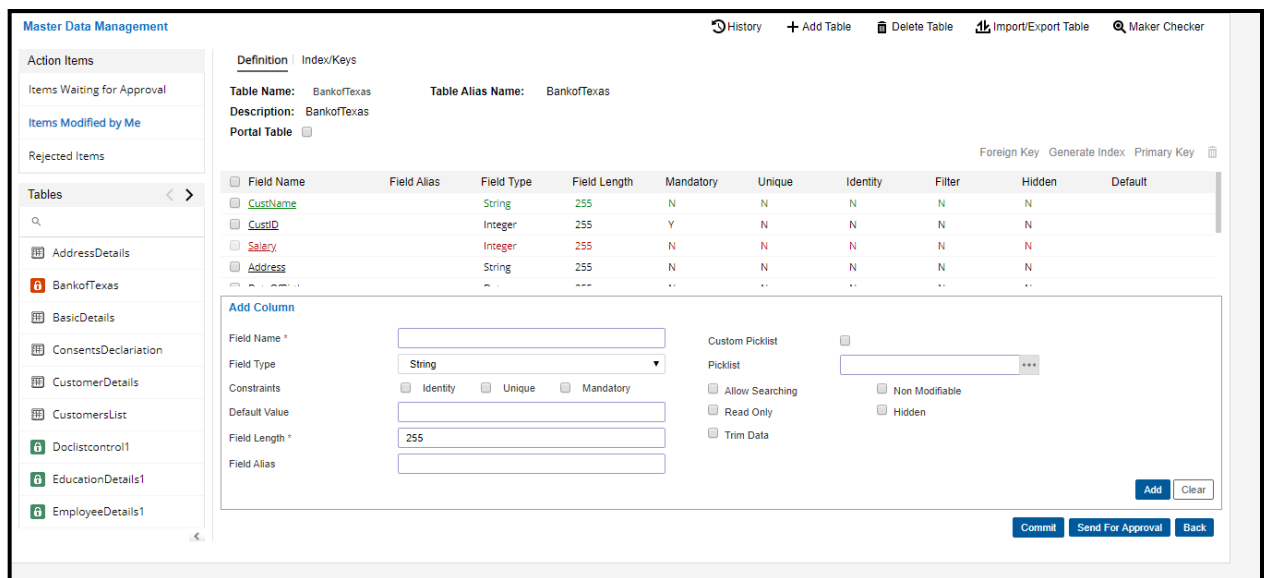 Master Data Management
History Add Table Delete Table Import/Export Table Maker Checker
Action Items
Items Waiting for Approval
Items Modified by Me
Rejected Items
Tables
AddressDetails
BankofTexas
BasicDetails
ConsentsDeclariation
CustomerDetails
CustomersList
Doclistcontrol1
EducationDetails1
EmployeeDetails1
Definition | Index/Keys
Table Name: BankofTexas Table Alias Name: BankofTexas
Description: BankofTexas
Portal Table
Foreign Key Generate Index Primary Key
Field Name Field Alias Field Type Field Length Mandatory Unique Identity Filter Hidden Default
CustName String 255 N N N N N
CustID Integer 255 Y N N N N
Salary Integer 255 N N N N N
Address String 255 N N N N N
Add Column
Field Name *
Field Type String
Constraints Identity Unique Mandatory
Default Value
Field Length * 255
Field Alias
Custom Picklist
Picklist ...
Allow Searching Non Modifiable
Read Only Hidden
Trim Data
Add Clear
Commit Send For Approval Back